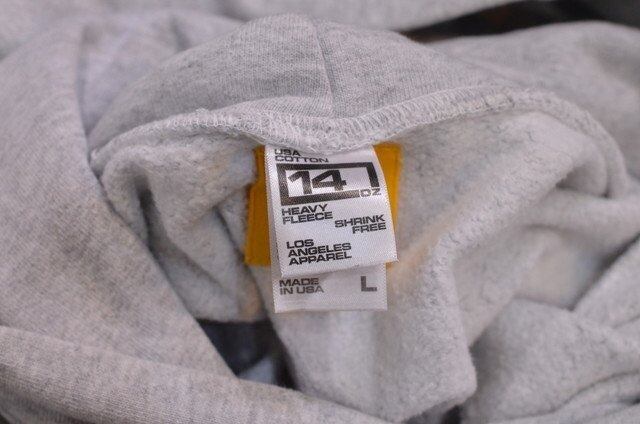 USA
COTTON
14 OZ
HEAVY
FLEECE
SHRINK
FREE
LOS
ANGELES
APPAREL
MADE
IN USA
L